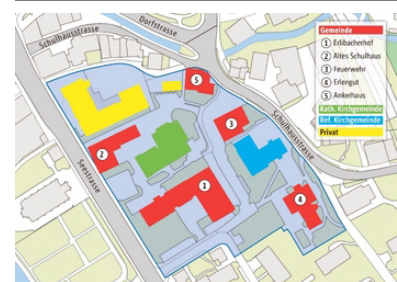 Dorfstrasse
Schulhausstrasse
Gemeinde
1 Erlibacherhof
2 Altes Schulhaus
3 Feuerwehr
4 Erlengut
5 Ankerhaus
Kath. Kirchgemeinde
Ref. Kirchgemeinde
Privat
5
3
Schulhausstrasse
2
Seestrasse
1
4